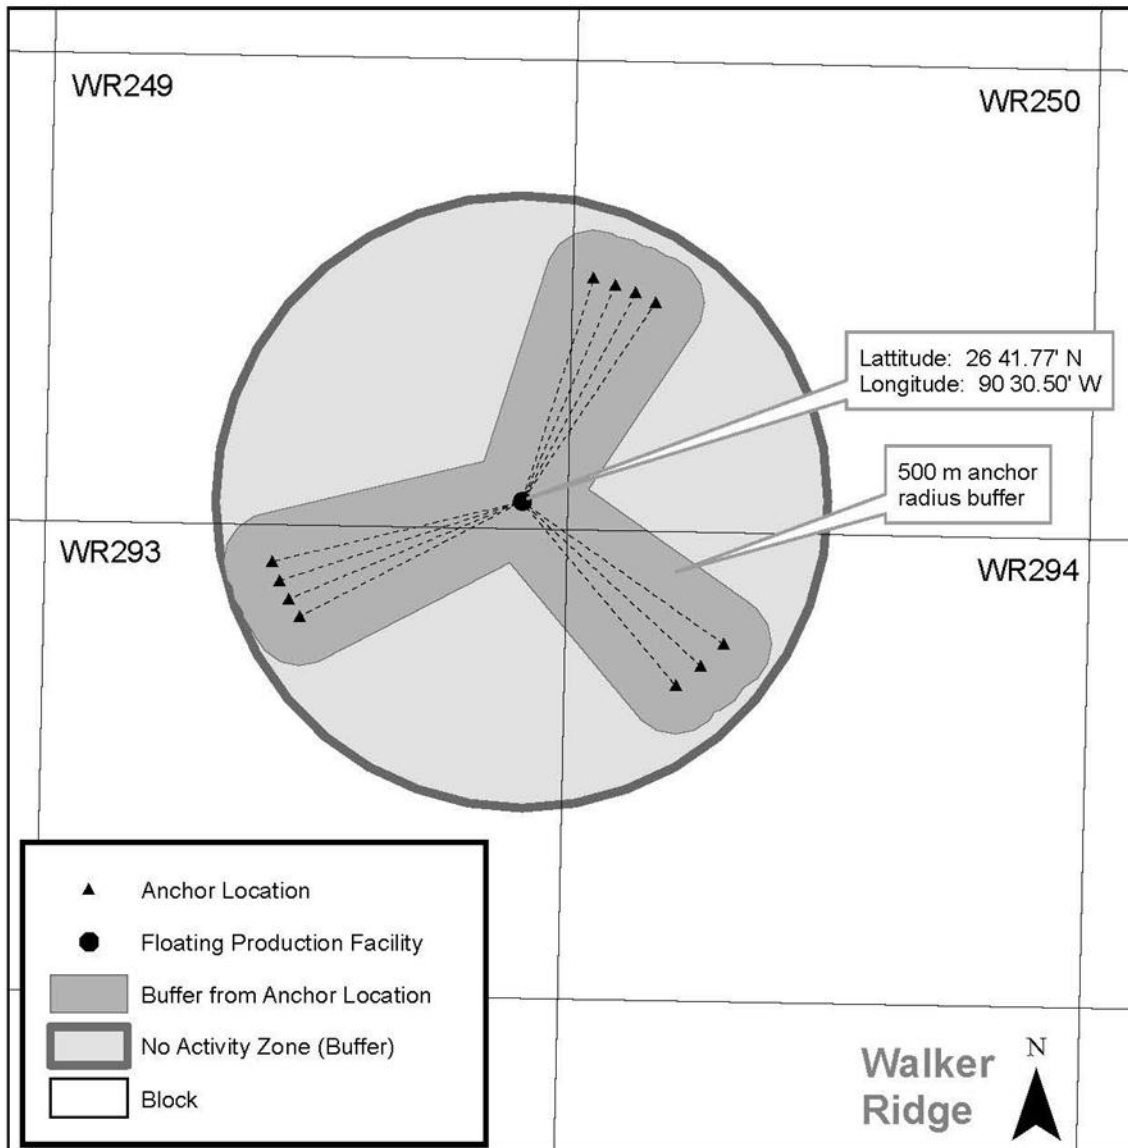 WR249
WR250
Lattitude: 26 41.77' N
Longitude: 90 30.50' W
500 m anchor
radius buffer
WR293
WR294
Anchor Location
Floating Production Facility
Buffer from Anchor Location
No Activity Zone (Buffer)
Block
Walker
Ridge
N